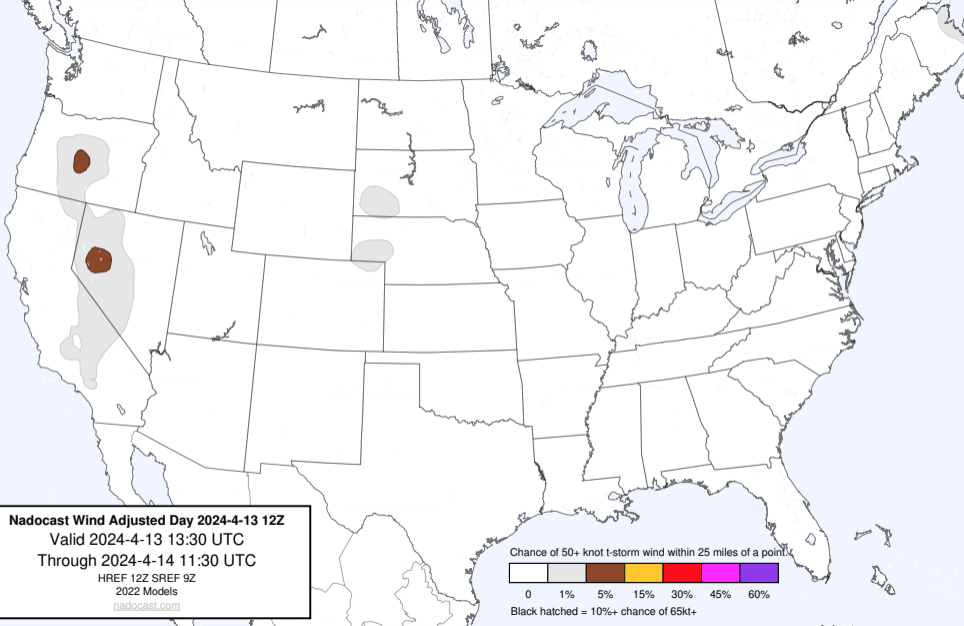 Nadocast Wind Adjusted Day 2024-4-13 12Z
Valid 2024-4-13 13:30 UTC
Through 2024-4-14 11:30 UTC
HREF 12Z SREF 9Z
2022 Models
nadocast.com
Chance of 50+ knot t-storm wind within 25 miles of a point.
0 1% 5% 15% 30% 45% 60%
Black hatched = 10%+ chance of 65kt+